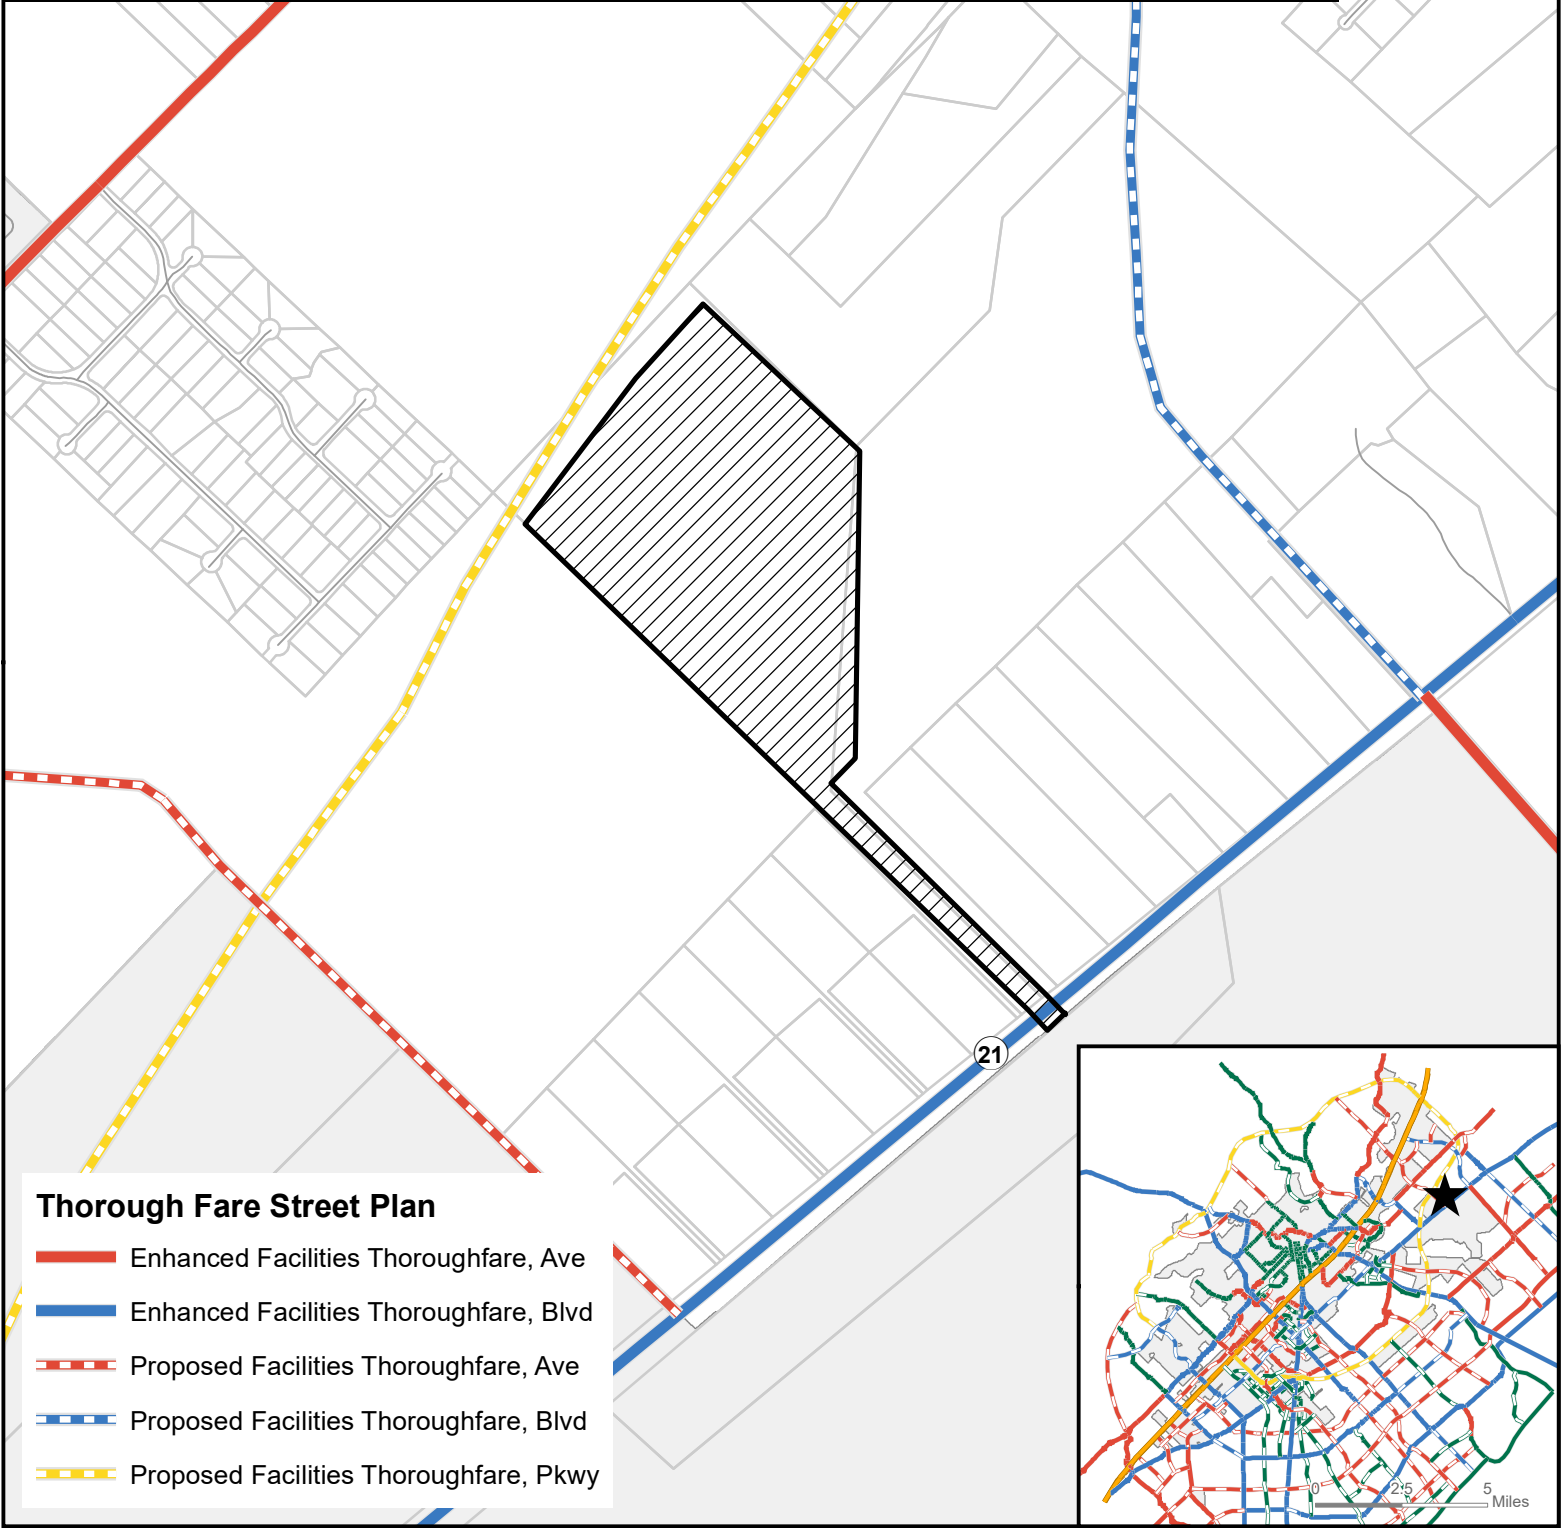 21
Thorough Fare Street Plan
Enhanced Facilities Thoroughfare, Ave
Enhanced Facilities Thoroughfare, Blvd
Proposed Facilities Thoroughfare, Ave
Proposed Facilities Thoroughfare, Blvd
Proposed Facilities Thoroughfare, Pkwy
0 2.5 5
Miles